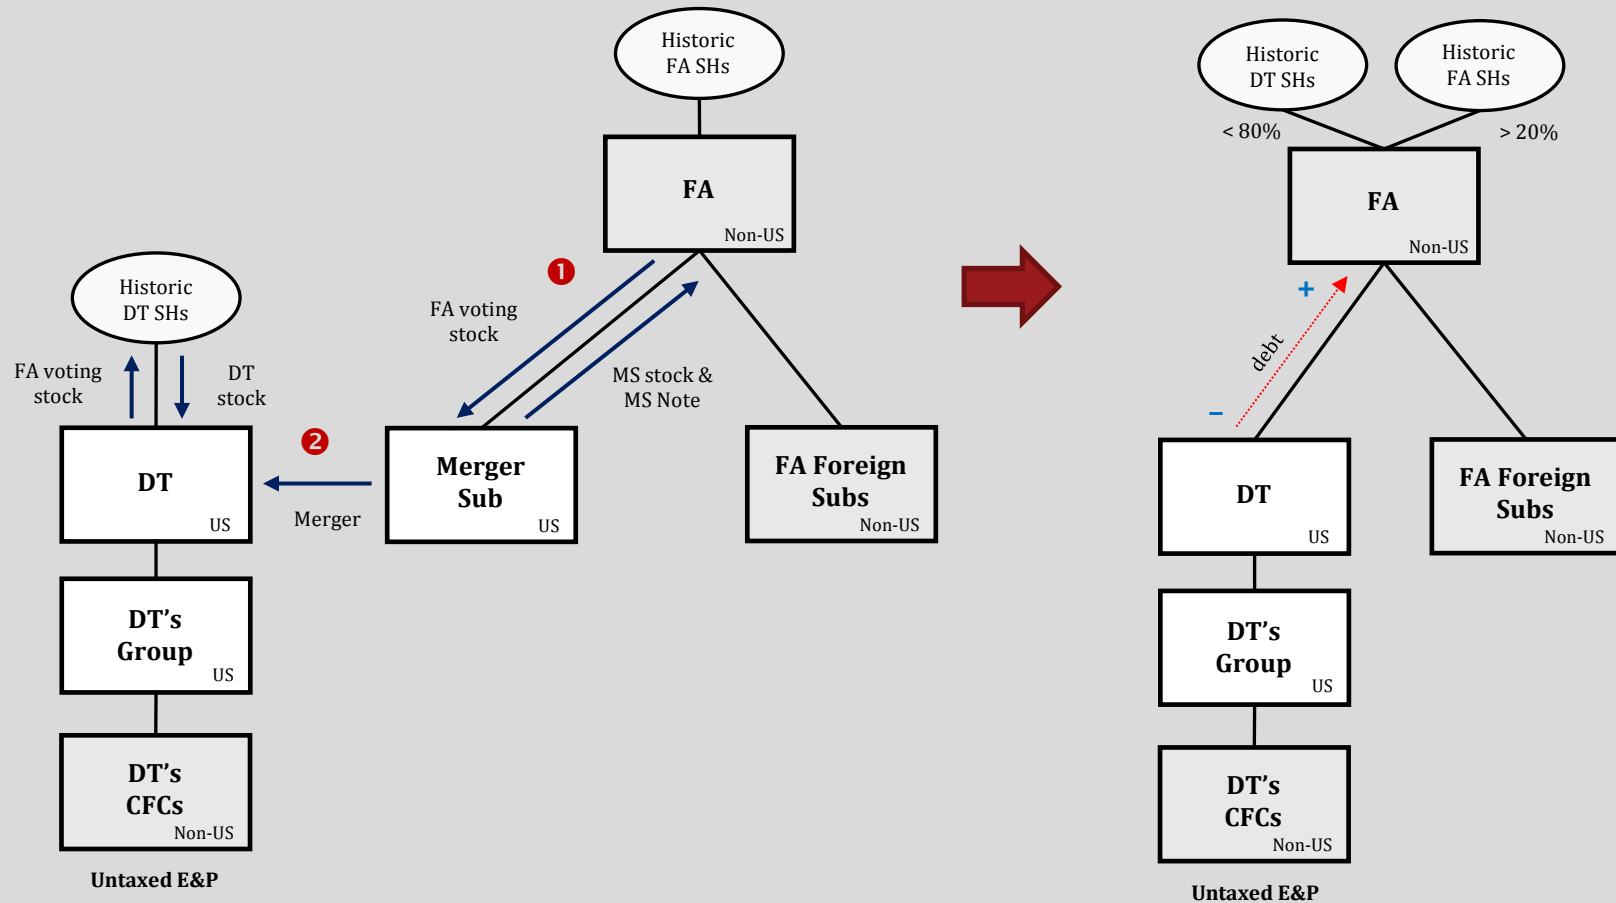 Historic
FA SHs
FA
Non-US
❶
FA voting
stock
MS stock &
MS Note
Historic
DT SHs
FA voting
stock
DT
stock
❷
Merger
DT
US
Merger
Sub
US
FA Foreign
Subs
Non-US
DT's
Group
US
DT's
CFCs
Non-US
Untaxed E&P
Historic
DT SHs
Historic
FA SHs
< 80%
> 20%
FA
Non-US
+
debt
−
DT
US
FA Foreign
Subs
Non-US
DT's
Group
US
DT's
CFCs
Non-US
Untaxed E&P